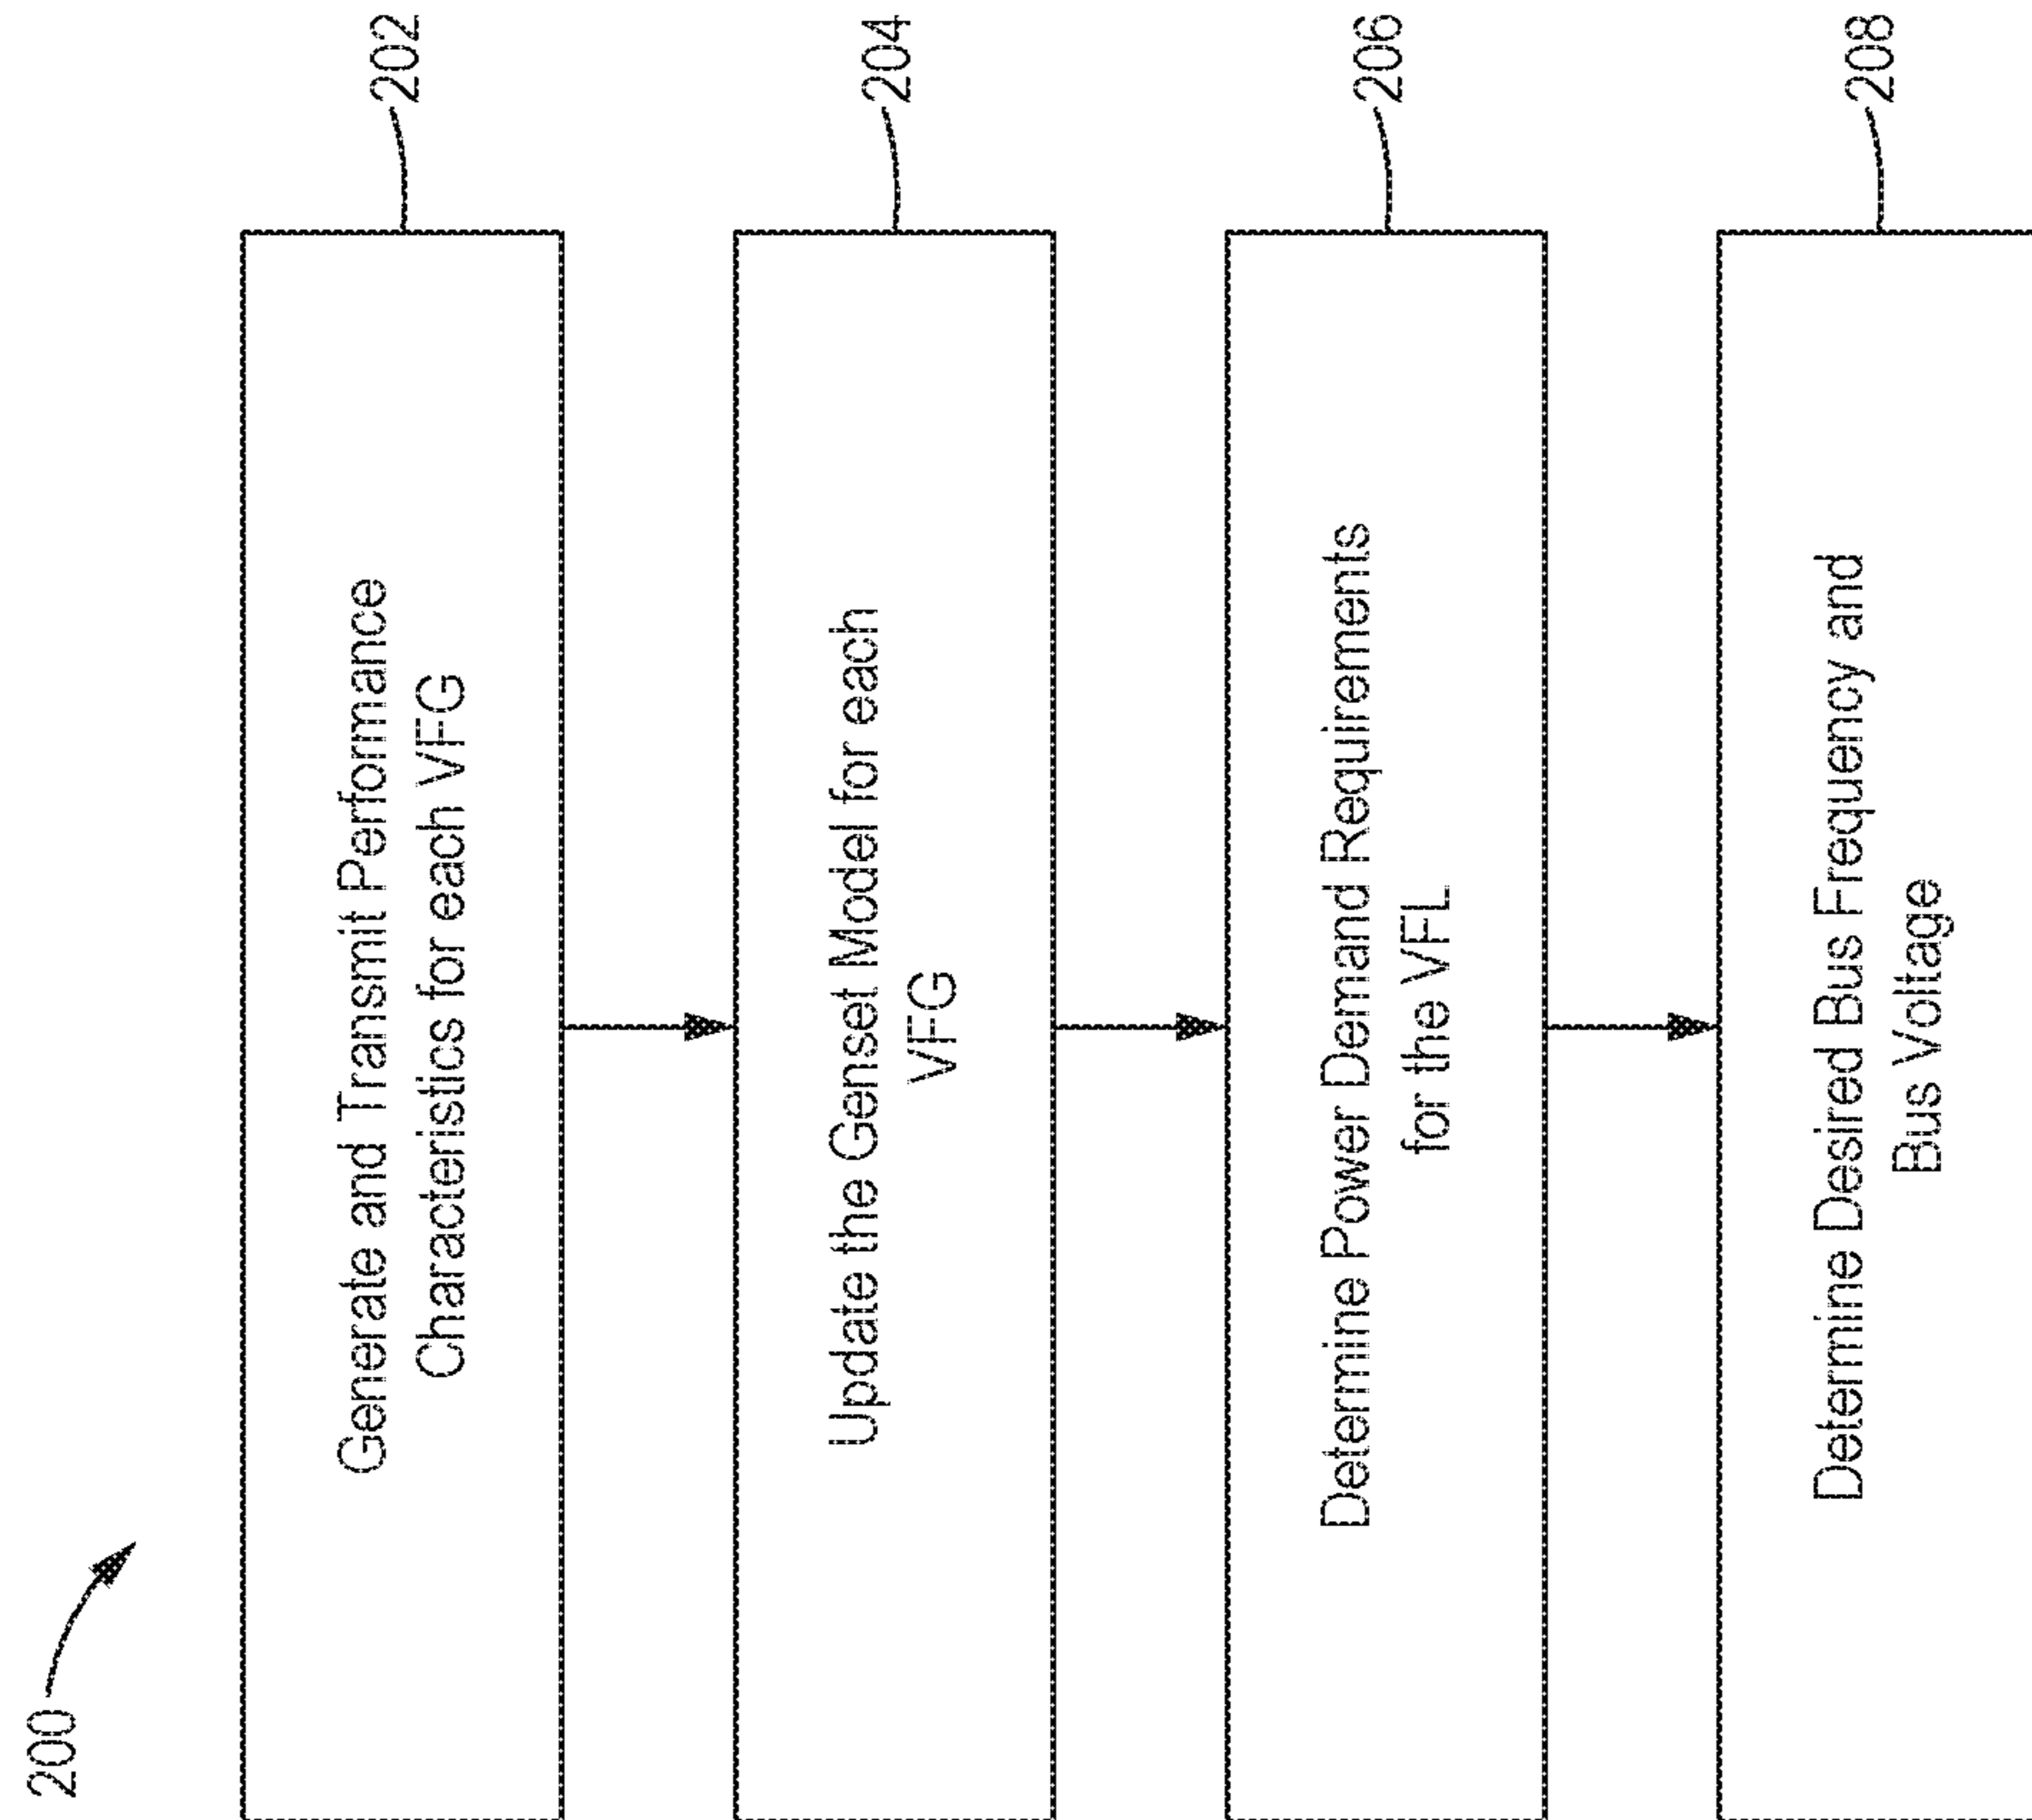 200
Generate and Transmit Performance
Characteristics for each VFG
202
Update the Genset Model for each
VFG
204
Determine Power Demand Requirements
for the VFL
206
Determine Desired Bus Frequency and
Bus Voltage
208